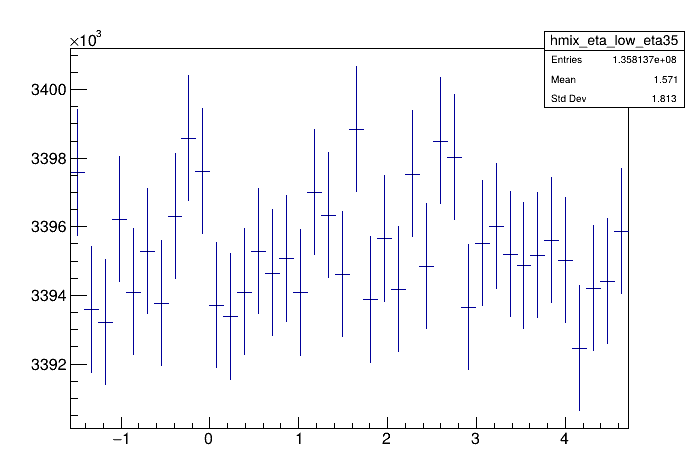 ×10³
hmix_eta_low_eta35
Entries 1.358137e+08
Mean 1.571
Std Dev 1.813
3400
3398
3396
3394
3392
−1 0 1 2 3 4